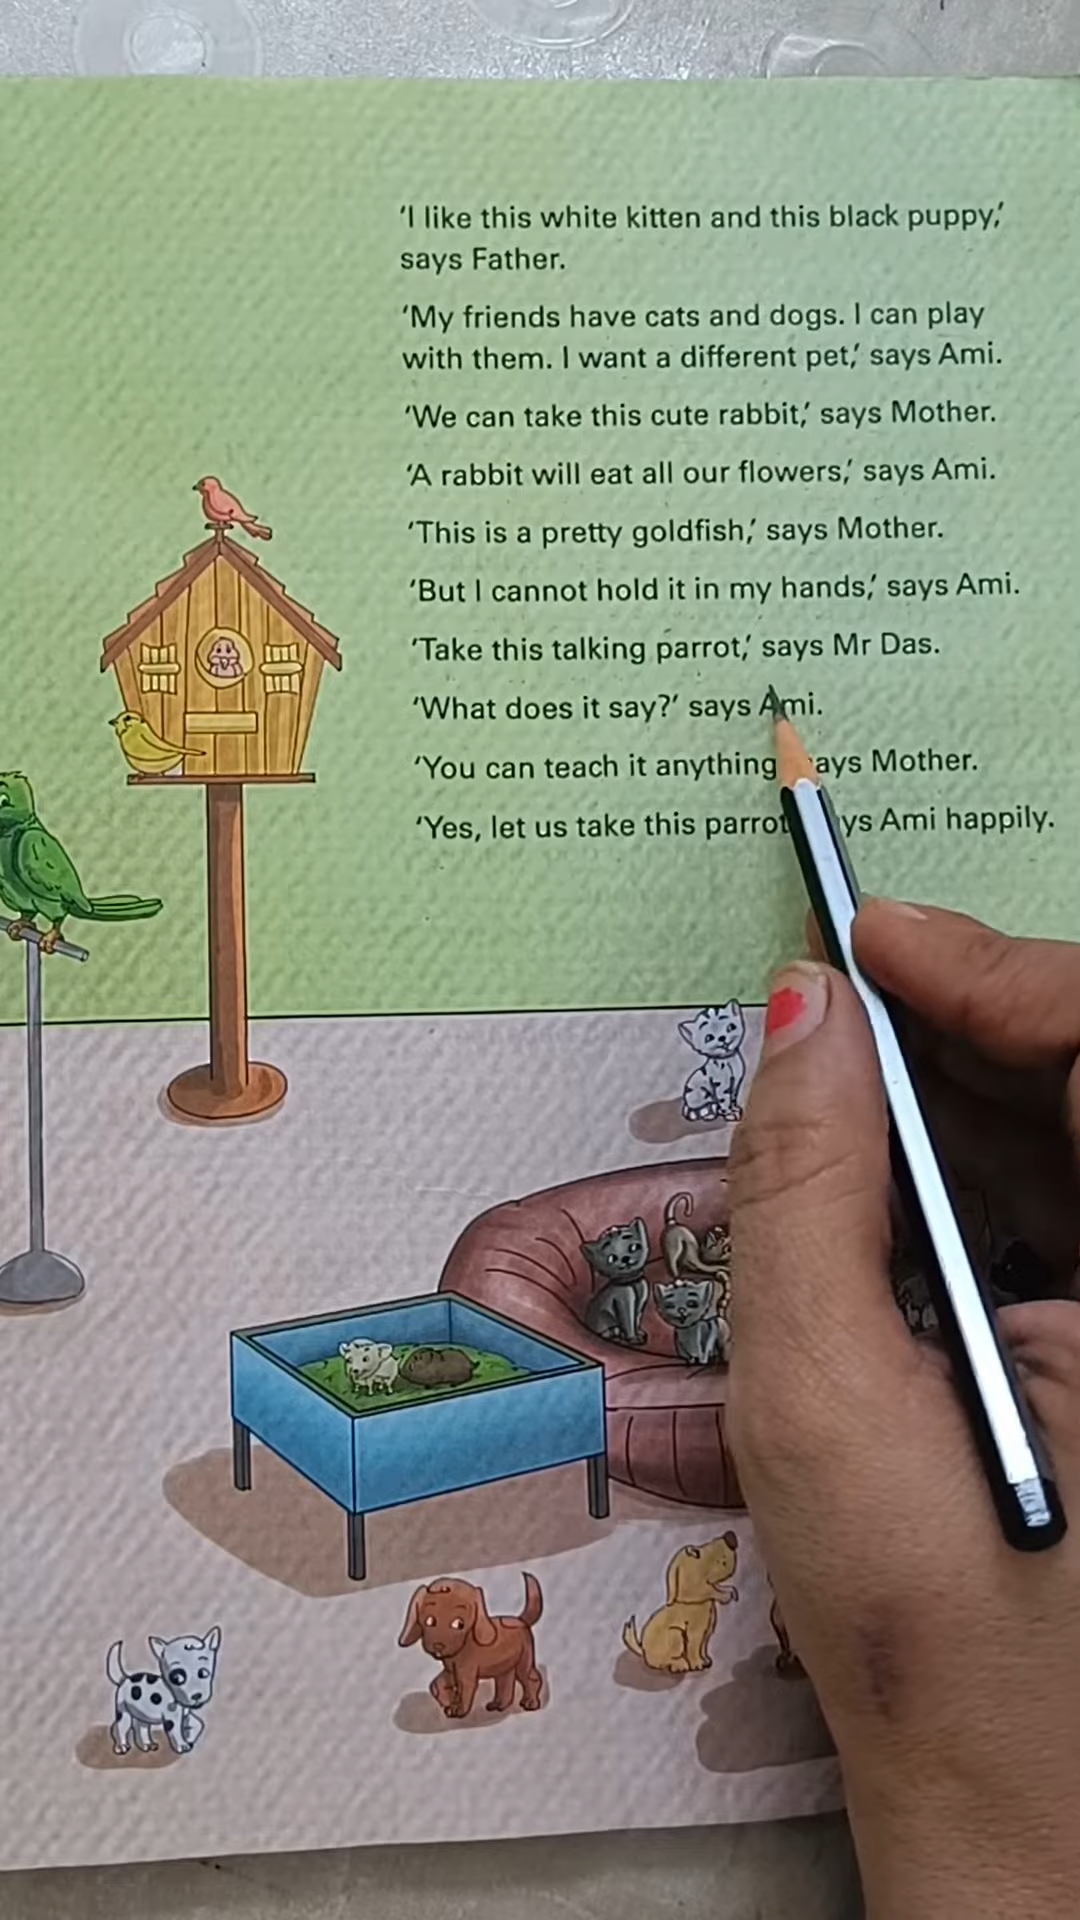 'I like this white kitten and this black puppy,'
says Father.
'My friends have cats and dogs. I can play
with them. I want a different pet,' says Ami.
'We can take this cute rabbit,' says Mother.
'A rabbit will eat all our flowers,' says Ami.
'This is a pretty goldfish,' says Mother.
'But I cannot hold it in my hands,' says Ami.
'Take this talking parrot,' says Mr Das.
'What does it say?' says Ami.
'You can teach it anything ays Mother.
'Yes, let us take this parrot ys Ami happily.